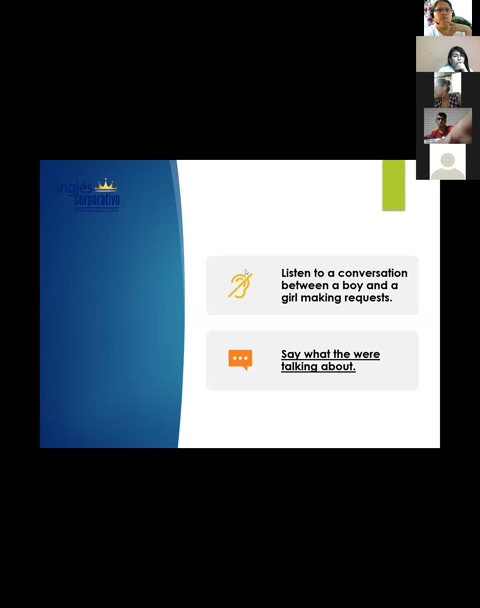 Inglés
Corporativo
Listen to a conversation
between a boy and a
girl making requests.
Say what the were
talking about.